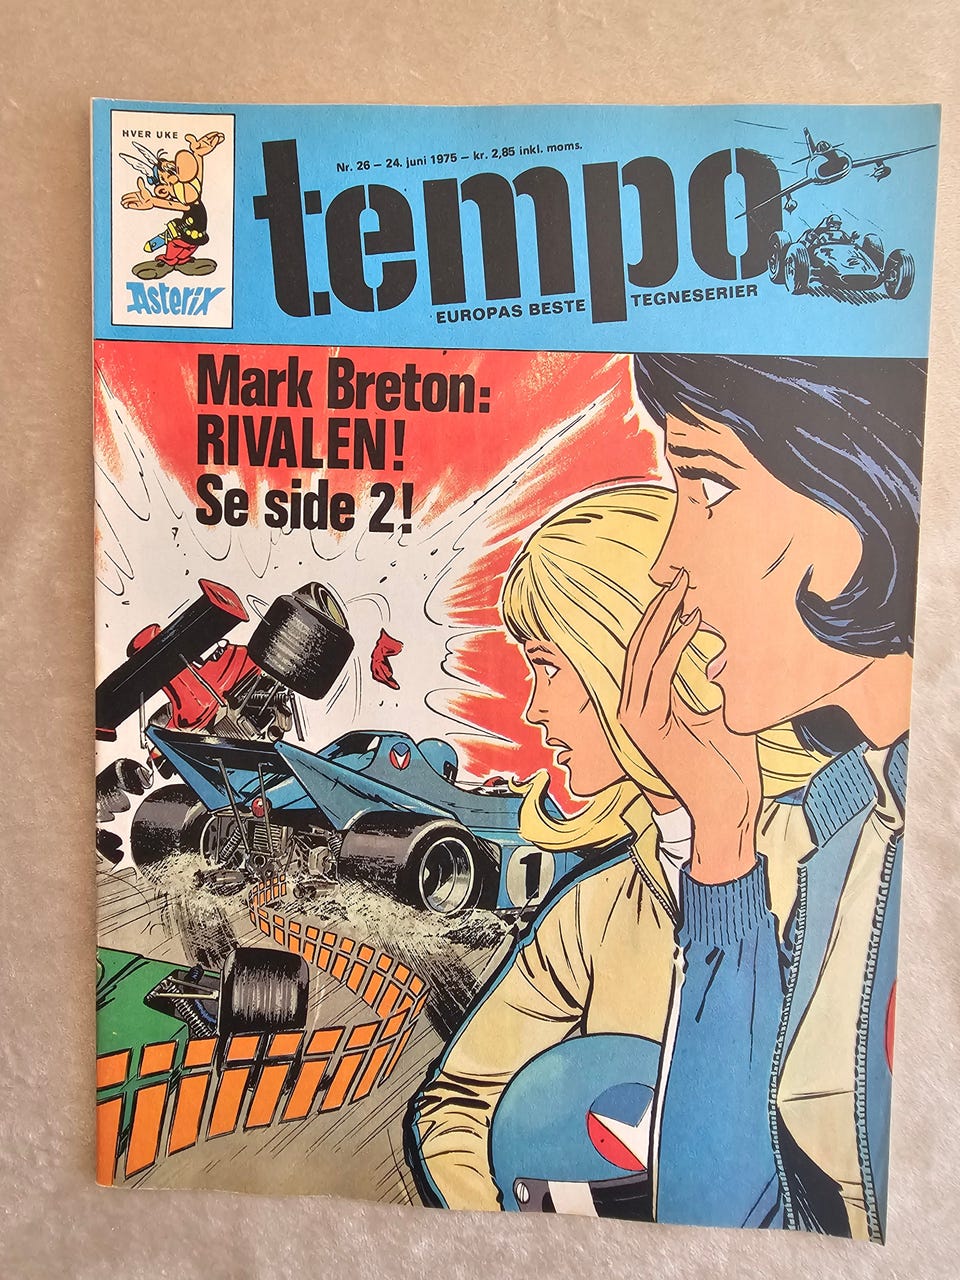 HVER UKE
Asterix
Nr. 26 – 24. juni 1975 – kr. 2,85 inkl. moms.
tempo
EUROPAS BESTE TEGNESERIER
Mark Breton:
RIVALEN!
Se side 2!
1